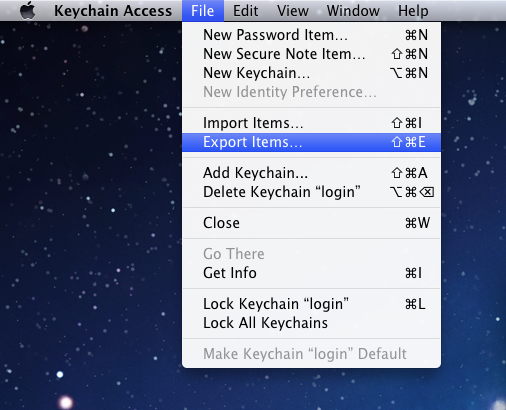 Keychain Access File Edit View Window Help
New Password Item… ⌘N
New Secure Note Item… ⇧⌘N
New Keychain… ⌥⌘N
New Identity Preference…
Import Items… ⇧⌘I
Export Items… ⇧⌘E
Add Keychain... ⇧⌘A
Delete Keychain “login” ⌥⌘⌫
Close ⌘W
Go There
Get Info ⌘I
Lock Keychain “login” ⌘L
Lock All Keychains
Make Keychain “login” Default